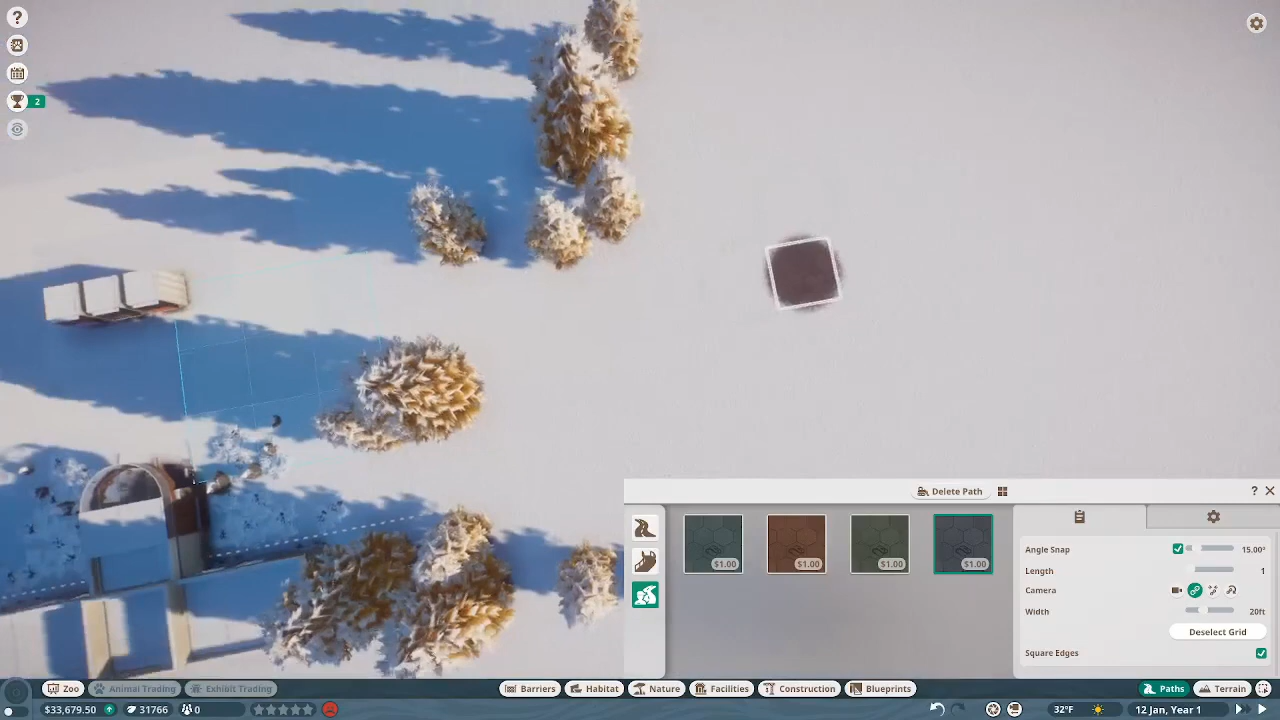 ?
2
Delete Path
?
$1.00 $1.00 $1.00 $1.00
Angle Snap 15.00°
Length 1
Camera
Width 20ft
Deselect Grid
Square Edges
Zoo Animal Trading Exhibit Trading Barriers Habitat Nature Facilities Construction Blueprints Paths Terrain
$33,679.50 31766 0 32°F 12 Jan, Year 1